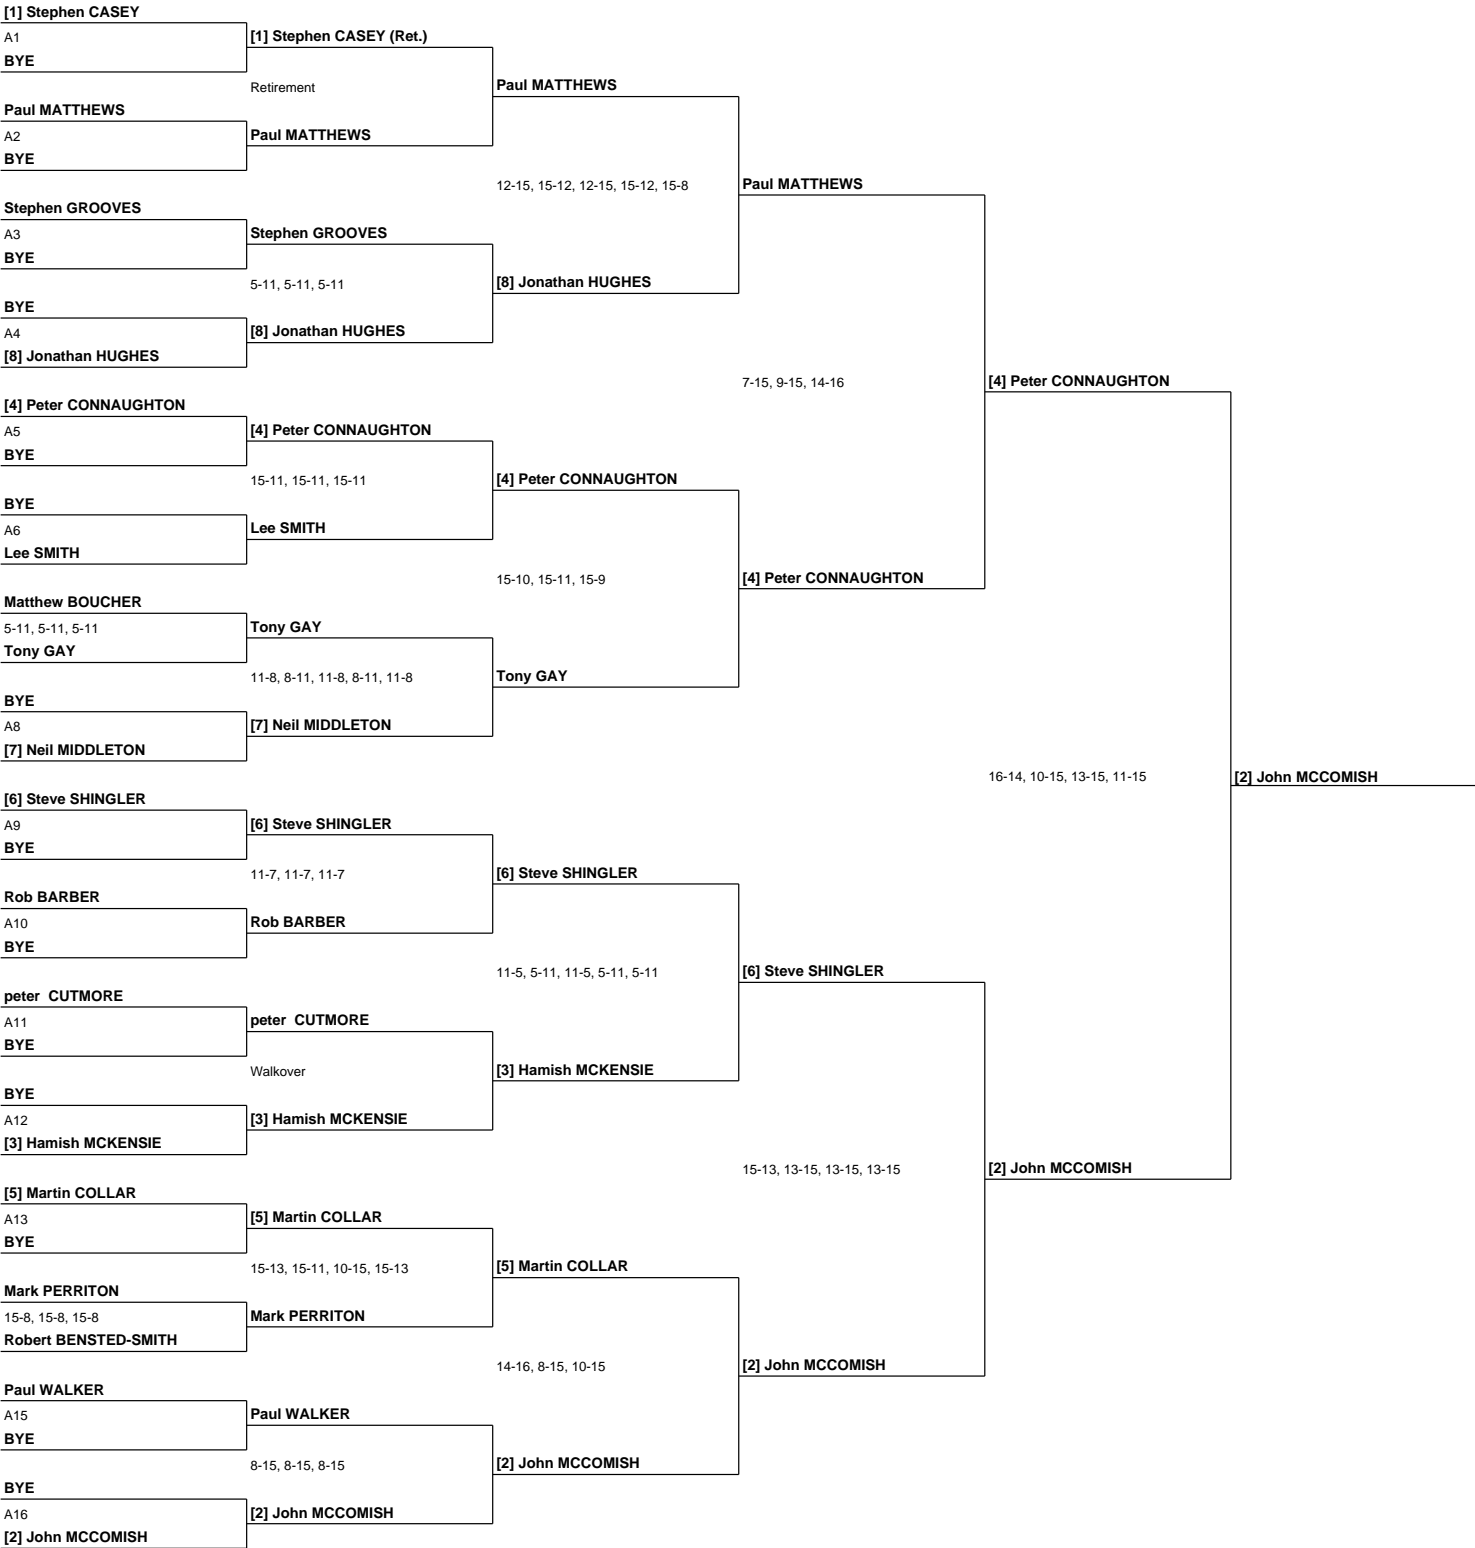 [1] Stephen CASEY
A1
BYE
Paul MATTHEWS
A2
BYE
Stephen GROOVES
A3
BYE
BYE
A4
[8] Jonathan HUGHES
[4] Peter CONNAUGHTON
A5
BYE
BYE
A6
Lee SMITH
Matthew BOUCHER
5-11, 5-11, 5-11
Tony GAY
BYE
A8
[7] Neil MIDDLETON
[6] Steve SHINGLER
A9
BYE
Rob BARBER
A10
BYE
peter  CUTMORE
A11
BYE
BYE
A12
[3] Hamish MCKENSIE
[5] Martin COLLAR
A13
BYE
Mark PERRITON
15-8, 15-8, 15-8
Robert BENSTED-SMITH
Paul WALKER
A15
BYE
BYE
A16
[2] John MCCOMISH
[1] Stephen CASEY (Ret.)
Retirement
Paul MATTHEWS
Stephen GROOVES
5-11, 5-11, 5-11
[8] Jonathan HUGHES
[4] Peter CONNAUGHTON
15-11, 15-11, 15-11
Lee SMITH
Tony GAY
11-8, 8-11, 11-8, 8-11, 11-8
[7] Neil MIDDLETON
[6] Steve SHINGLER
11-7, 11-7, 11-7
Rob BARBER
peter  CUTMORE
Walkover
[3] Hamish MCKENSIE
[5] Martin COLLAR
15-13, 15-11, 10-15, 15-13
Mark PERRITON
Paul WALKER
8-15, 8-15, 8-15
[2] John MCCOMISH
Paul MATTHEWS
12-15, 15-12, 12-15, 15-12, 15-8
[8] Jonathan HUGHES
[4] Peter CONNAUGHTON
15-10, 15-11, 15-9
Tony GAY
[6] Steve SHINGLER
11-5, 5-11, 11-5, 5-11, 5-11
[3] Hamish MCKENSIE
[5] Martin COLLAR
14-16, 8-15, 10-15
[2] John MCCOMISH
Paul MATTHEWS
7-15, 9-15, 14-16
[4] Peter CONNAUGHTON
[6] Steve SHINGLER
15-13, 13-15, 13-15, 13-15
[2] John MCCOMISH
[4] Peter CONNAUGHTON
16-14, 10-15, 13-15, 11-15
[2] John MCCOMISH
[2] John MCCOMISH